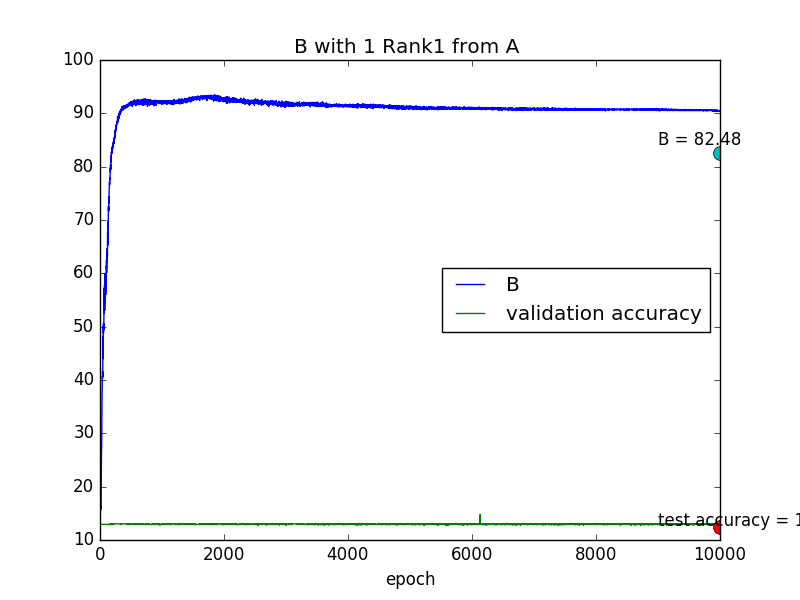 B with 1 Rank1 from A
100
90
B = 82.48
80
70
60
B
validation accuracy
50
40
30
20
test accuracy = 1
10
0
2000
4000
6000
8000
10000
epoch